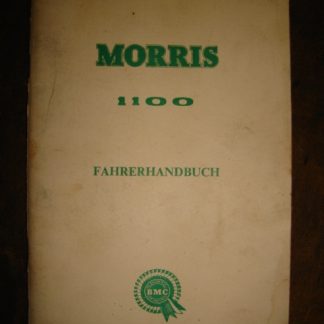 MORRIS
1100
FAHRERHANDBUCH
BMC